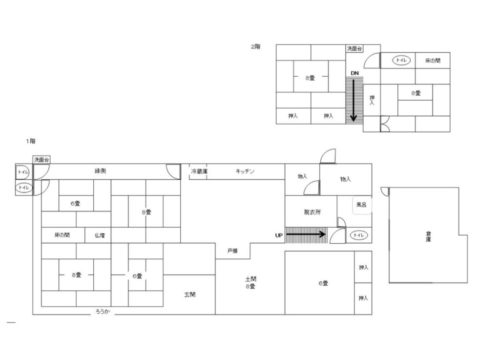 2階
洗面台
トイレ
床の間
DN
8畳
押入
8畳
押入
押入
1階
洗面台
トイレ
縁側
冷蔵庫
キッチン
物入
物入
トイレ
6畳
8畳
脱衣所
風呂
倉庫
床の間
仏壇
UP
トイレ
戸棚
8畳
6畳
土間
8畳
6畳
押入
玄関
押入
ろうか